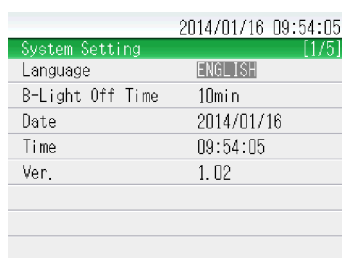 2014/01/16 09:54:05
System Setting [1/5]
Language ENGLISH
B-Light Off Time 10min
Date 2014/01/16
Time 09:54:05
Ver. 1.02